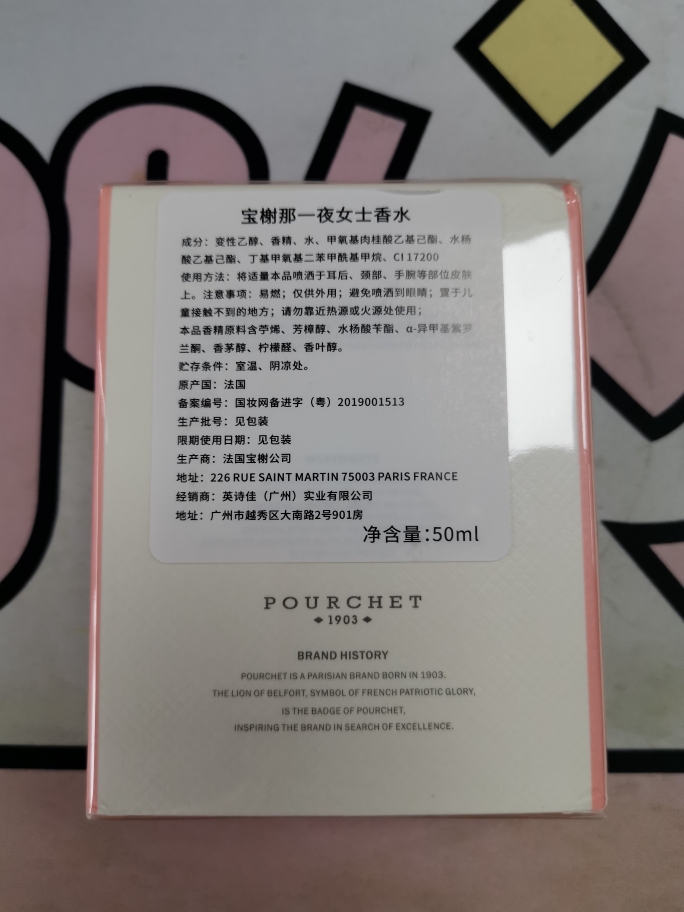 宝榭那一夜女士香水
成分：变性乙醇、香精、水、甲氧基肉桂酸乙基己酯、水杨
酸乙基己酯、丁基甲氧基二苯甲酰基甲烷、CI 17200
使用方法：将适量本品喷洒于耳后、颈部、手腕等部位皮肤
上。注意事项：易燃；仅供外用；避免喷洒到眼睛；置于儿
童接触不到的地方；请勿靠近热源或火源处使用；
本品香精原料含苧烯、芳樟醇、水杨酸苄酯、α-异甲基紫罗
兰酮、香茅醇、柠檬醛、香叶醇。
贮存条件：室温、阴凉处。
原产国：法国
备案编号：国妆网备进字（粤）2019001513
生产批号：见包装
限期使用日期：见包装
生产商：法国宝榭公司
地址：226 RUE SAINT MARTIN 75003 PARIS FRANCE
经销商：英诗佳（广州）实业有限公司
地址：广州市越秀区大南路2号901房
净含量：50ml
POURCHET
1903
BRAND HISTORY
POURCHET IS A PARISIAN BRAND BORN IN 1903.
THE LION OF BELFORT, SYMBOL OF FRENCH PATRIOTIC GLORY,
IS THE BADGE OF POURCHET,
INSPIRING THE BRAND IN SEARCH OF EXCELLENCE.